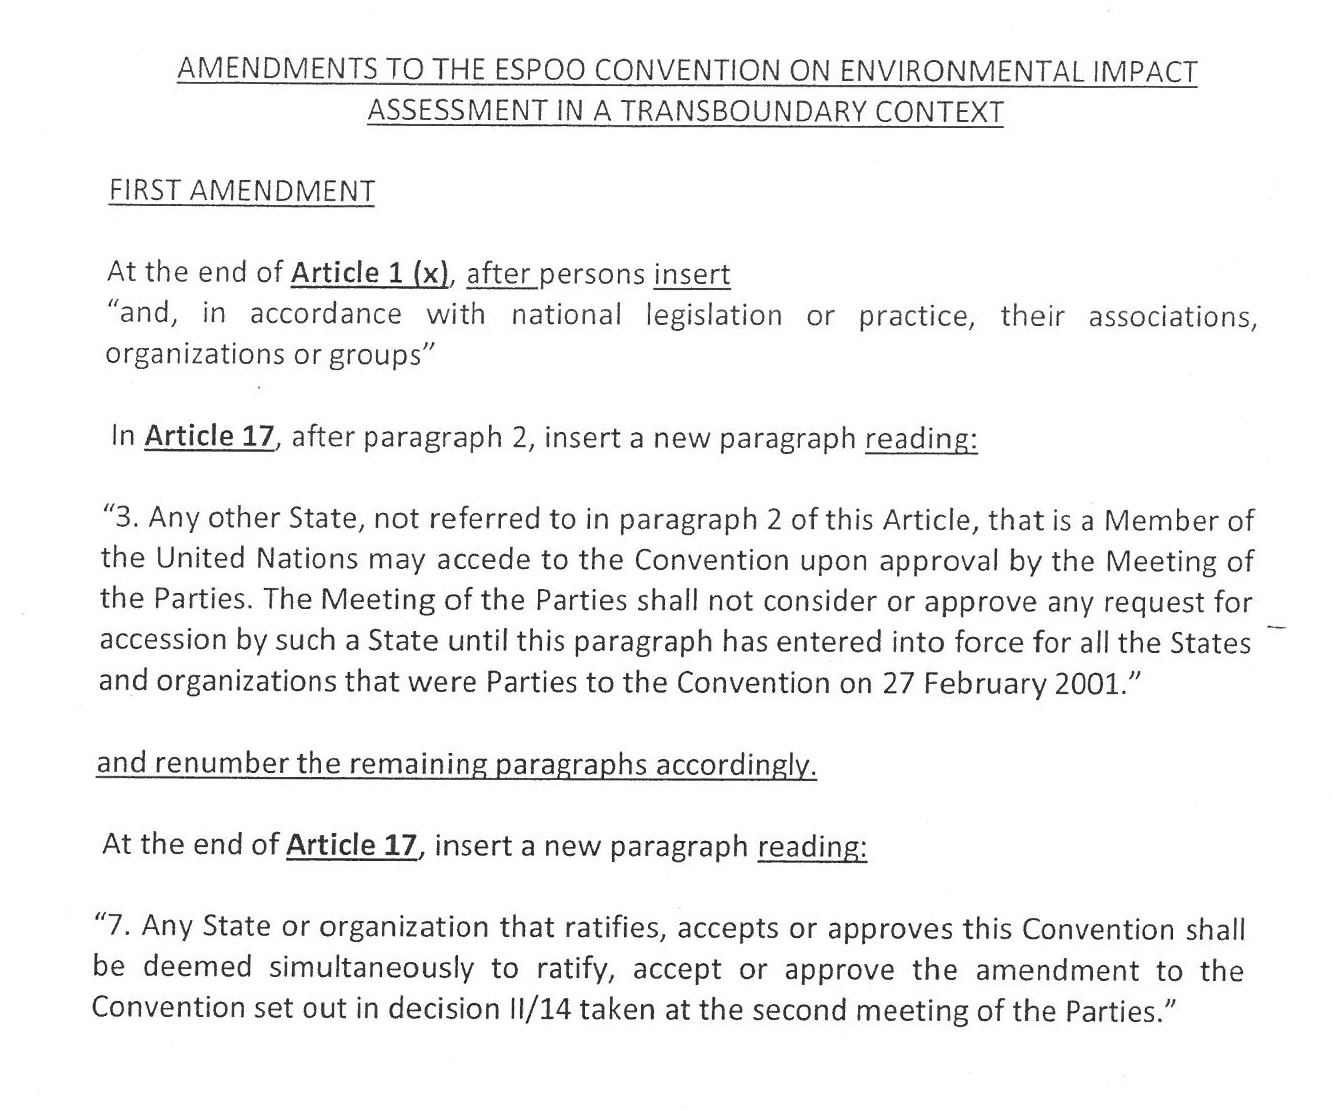 AMENDMENTS TO THE ESPOO CONVENTION ON ENVIRONMENTAL IMPACT
ASSESSMENT IN A TRANSBOUNDARY CONTEXT
FIRST AMENDMENT
At the end of Article 1 (x), after persons insert
“and, in accordance with national legislation or practice, their associations,
organizations or groups”
In Article 17, after paragraph 2, insert a new paragraph reading:
“3. Any other State, not referred to in paragraph 2 of this Article, that is a Member of
the United Nations may accede to the Convention upon approval by the Meeting of
the Parties. The Meeting of the Parties shall not consider or approve any request for
accession by such a State until this paragraph has entered into force for all the States
and organizations that were Parties to the Convention on 27 February 2001.”
and renumber the remaining paragraphs accordingly.
At the end of Article 17, insert a new paragraph reading:
“7. Any State or organization that ratifies, accepts or approves this Convention shall
be deemed simultaneously to ratify, accept or approve the amendment to the
Convention set out in decision II/14 taken at the second meeting of the Parties.”